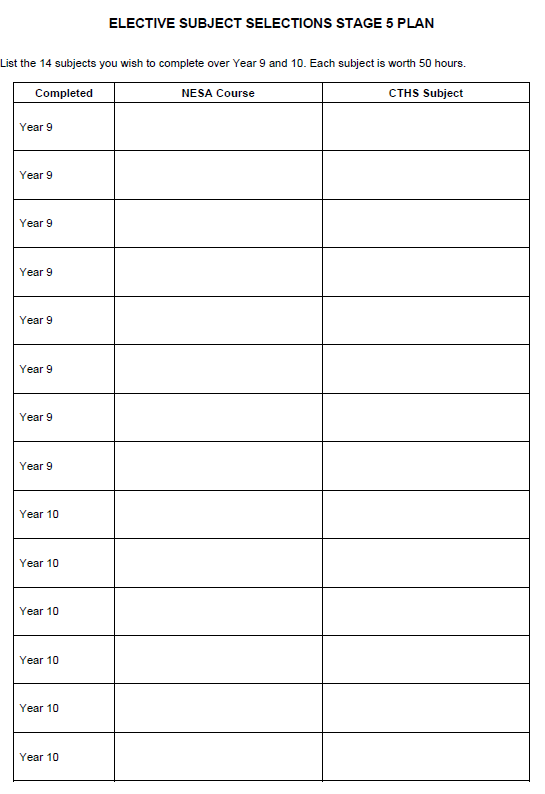 ELECTIVE SUBJECT SELECTIONS STAGE 5 PLAN
List the 14 subjects you wish to complete over Year 9 and 10. Each subject is worth 50 hours.
Completed NESA Course CTHS Subject
Year 9
Year 9
Year 9
Year 9
Year 9
Year 9
Year 9
Year 9
Year 10
Year 10
Year 10
Year 10
Year 10
Year 10